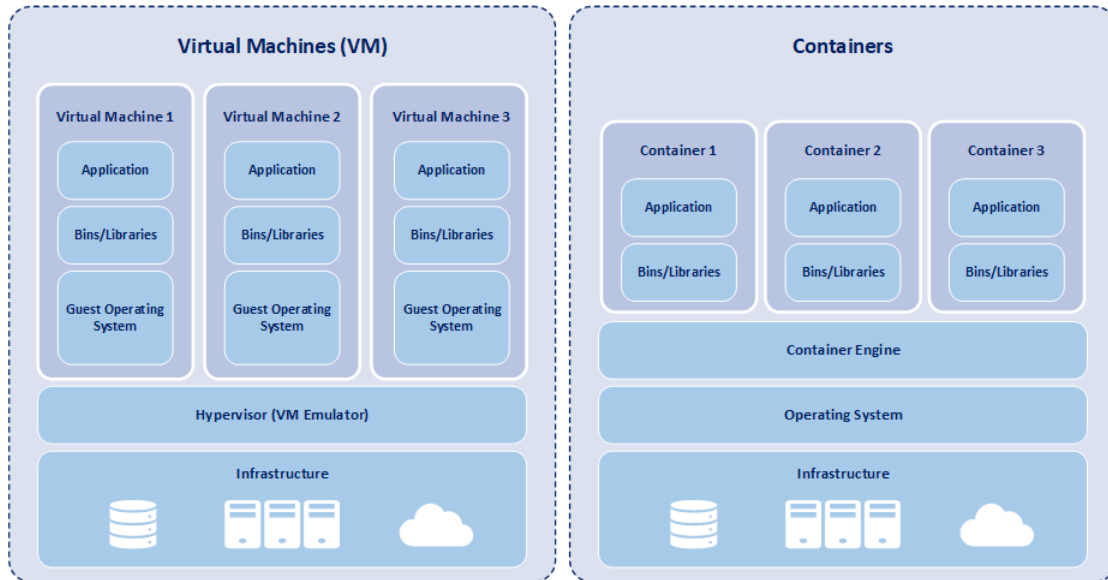 Virtual Machines (VM)
Virtual Machine 1
Application
Bins/Libraries
Guest Operating
System
Virtual Machine 2
Application
Bins/Libraries
Guest Operating
System
Virtual Machine 3
Application
Bins/Libraries
Guest Operating
System
Hypervisor (VM Emulator)
Infrastructure
Containers
Container 1
Application
Bins/Libraries
Container 2
Application
Bins/Libraries
Container 3
Application
Bins/Libraries
Container Engine
Operating System
Infrastructure